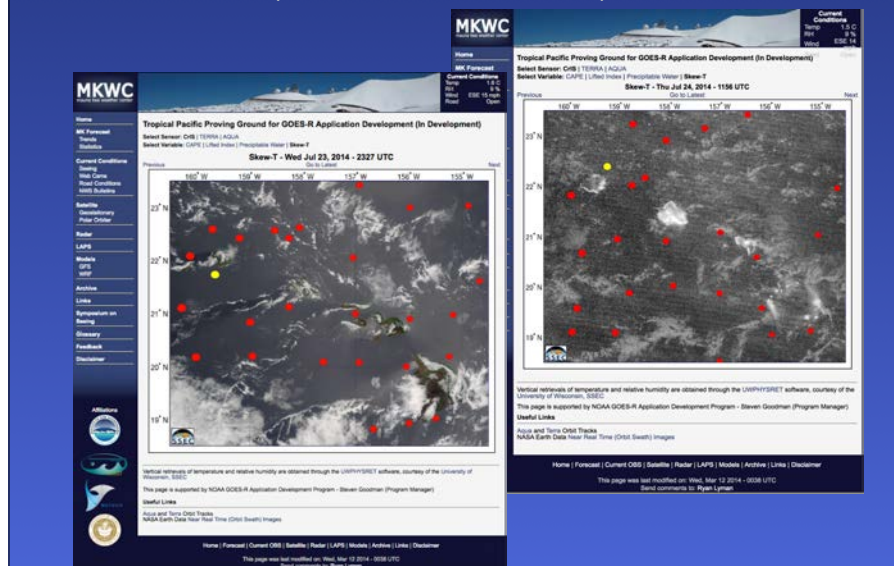 MKWC
mauna kea weather center
Current
Conditions
Temp 1.5 C
RH 9 %
Wind ESE 14
Home
MK Forecast
Tropical Pacific Proving Ground for GOES-R Application Development (In Development)
Select Sensor: CrIS | TERRA | AQUA
Select Variable: CAPE | Lifted Index | Precipitable Water | Skew-T
Skew-T - Thu Jul 24, 2014 - 1156 UTC
Previous Go to Latest Next
160°W 159°W 158°W 157°W 156°W 155°W
23°N
22°N
21°N
20°N
19°N
SSEC
Vertical retrievals of temperature and relative humidity are obtained through the UWPHYSRET software, courtesy of the
University of Wisconsin, SSEC
This page is supported by NOAA GOES-R Application Development Program - Steven Goodman (Program Manager)
Useful Links
Aqua and Terra Orbit Tracks
NASA Earth Data Near Real Time (Orbit Swath) Images
Home | Forecast | Current OBS | Satellite | Radar | LAPS | Models | Archive | Links | Disclaimer
This page was last modified on: Wed, Mar 12 2014 - 0038 UTC
Send comments to: Ryan Lyman
MKWC
mauna kea weather center
Current Conditions
Temp 1.6 C
RH 9 %
Wind ESE 15 mph
Road Open
Home
MK Forecast
Trends
Statistics
Current Conditions
Seeing
Web Cams
Road Conditions
NWS Bulletins
Satellite
Geostationary
Polar Orbiter
Radar
LAPS
Models
GFS
WRF
Archive
Links
Symposium on
Seeing
Glossary
Feedback
Disclaimer
Affiliations
Tropical Pacific Proving Ground for GOES-R Application Development (In Development)
Select Sensor: CrIS | TERRA | AQUA
Select Variable: CAPE | Lifted Index | Precipitable Water | Skew-T
Skew-T - Wed Jul 23, 2014 - 2327 UTC
Previous Go to Latest Next
160°W 159°W 158°W 157°W 156°W 155°W
23°N
22°N
21°N
20°N
19°N
SSEC
Vertical retrievals of temperature and relative humidity are obtained through the UWPHYSRET software, courtesy of the University of
Wisconsin, SSEC
This page is supported by NOAA GOES-R Application Development Program - Steven Goodman (Program Manager)
Useful Links
Aqua and Terra Orbit Tracks
NASA Earth Data Near Real Time (Orbit Swath) Images
Home | Forecast | Current OBS | Satellite | Radar | LAPS | Models | Archive | Links | Disclaimer
This page was last modified on: Wed, Mar 12 2014 - 0038 UTC
Send comments to: Ryan Lyman